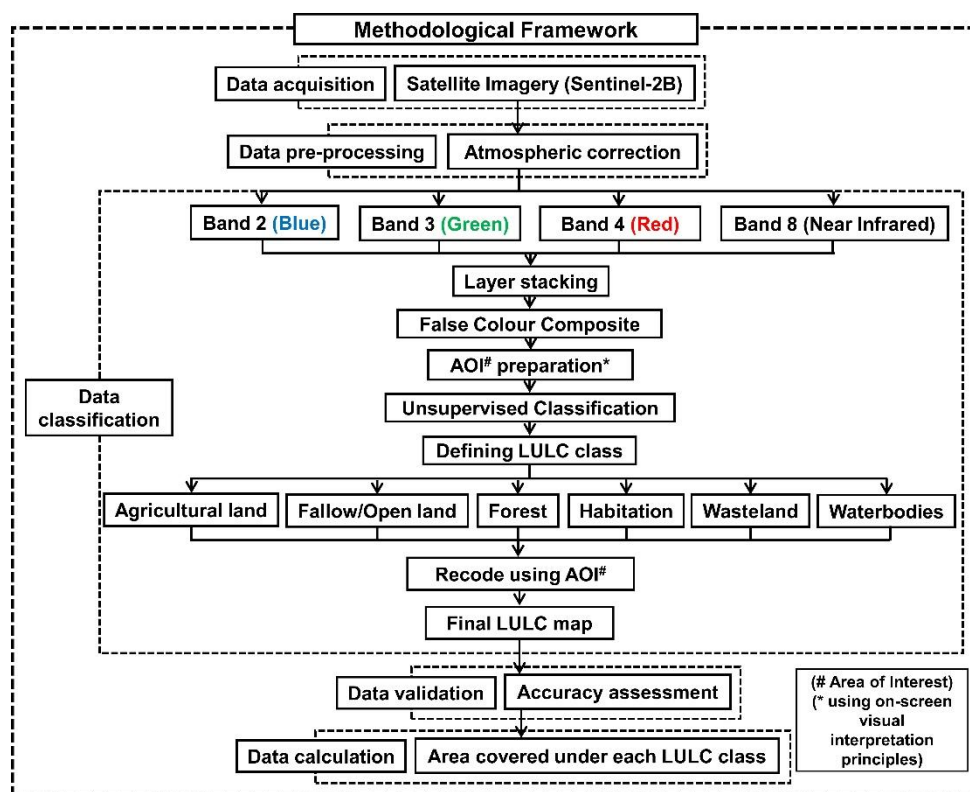 Methodological Framework
Data acquisition
Satellite Imagery (Sentinel-2B)
Data pre-processing
Atmospheric correction
Band 2 (Blue)
Band 3 (Green)
Band 4 (Red)
Band 8 (Near Infrared)
Layer stacking
False Colour Composite
AOI# preparation*
Unsupervised Classification
Data
classification
Defining LULC class
Agricultural land
Fallow/Open land
Forest
Habitation
Wasteland
Waterbodies
Recode using AOI#
Final LULC map
Data validation
Accuracy assessment
Data calculation
Area covered under each LULC class
(# Area of Interest)
(* using on-screen
visual
interpretation
principles)